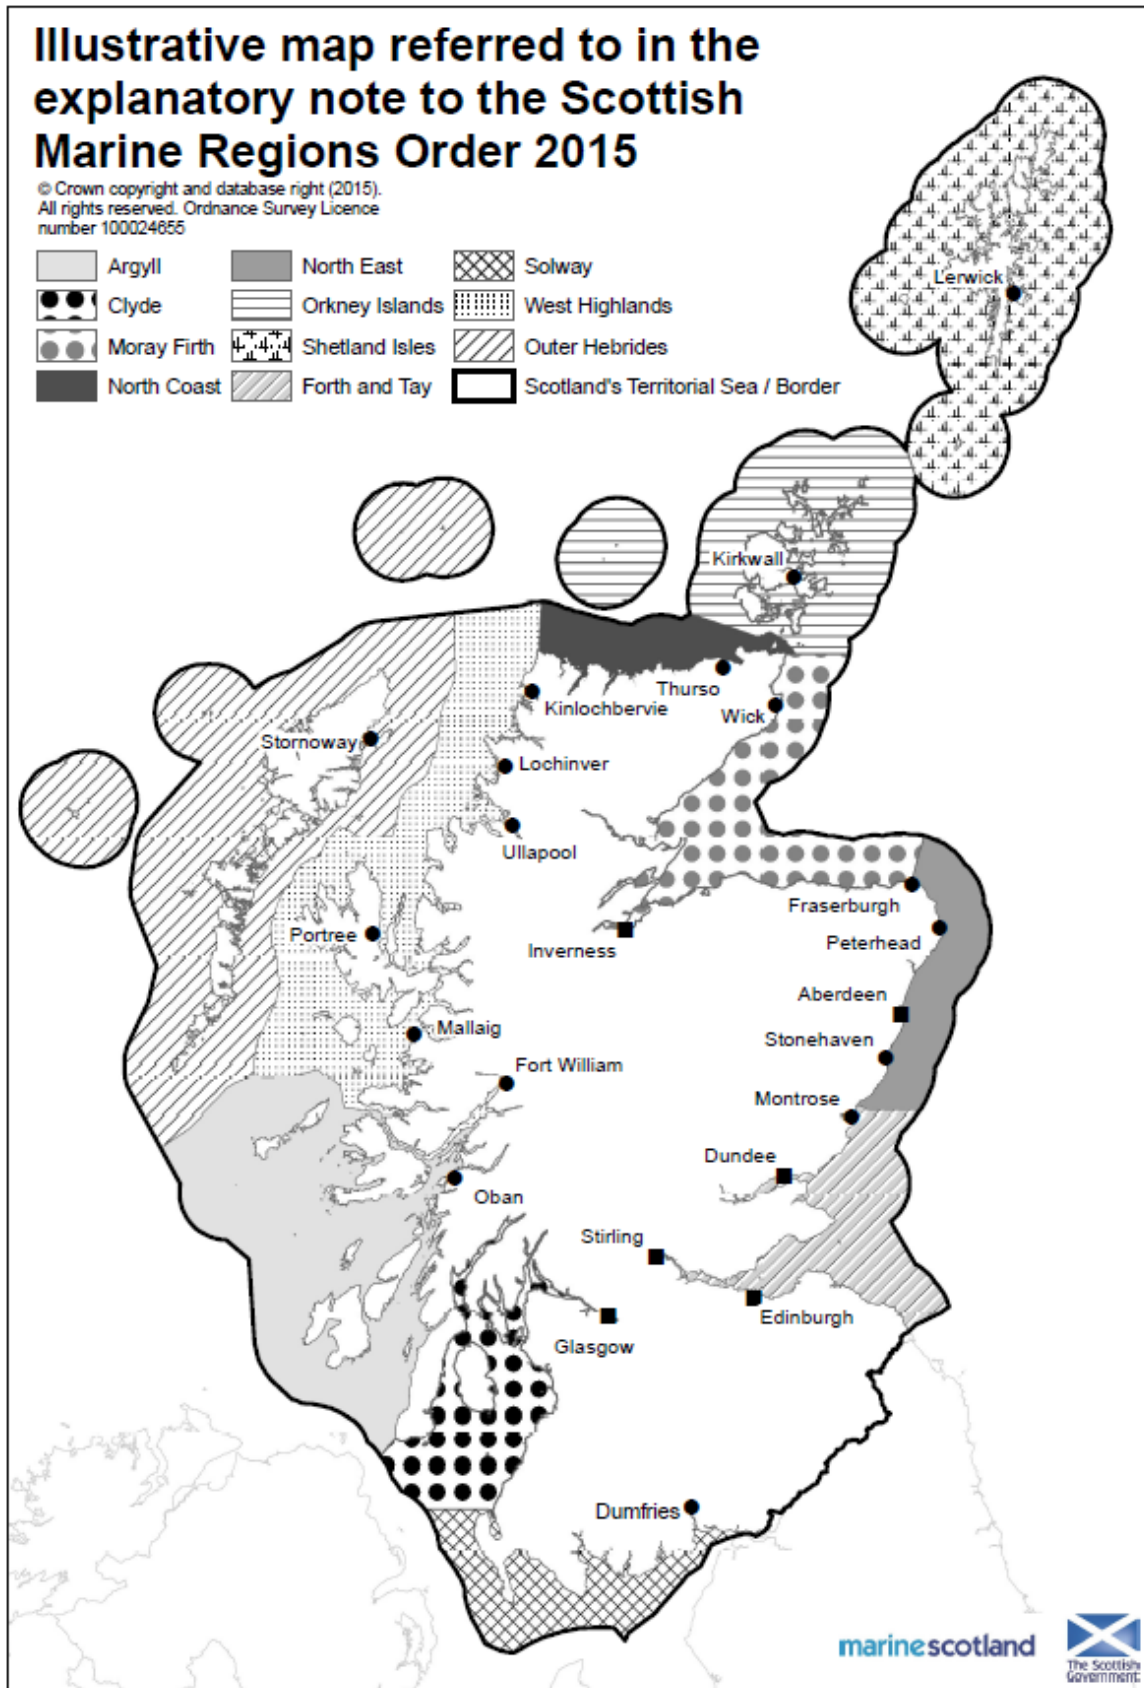 Illustrative map referred to in the
explanatory note to the Scottish
Marine Regions Order 2015
© Crown copyright and database right (2015).
All rights reserved. Ordnance Survey Licence
number 100024655
Argyll
North East
Solway
Clyde
Orkney Islands
West Highlands
Moray Firth
Shetland Isles
Outer Hebrides
North Coast
Forth and Tay
Scotland's Territorial Sea / Border
Lerwick
Kirkwall
Thurso
Kinlochbervie
Wick
Stornoway
Lochinver
Ullapool
Fraserburgh
Portree
Inverness
Peterhead
Aberdeen
Mallaig
Stonehaven
Fort William
Montrose
Dundee
Oban
Stirling
Edinburgh
Glasgow
Dumfries
marinescotland
The Scottish
Government